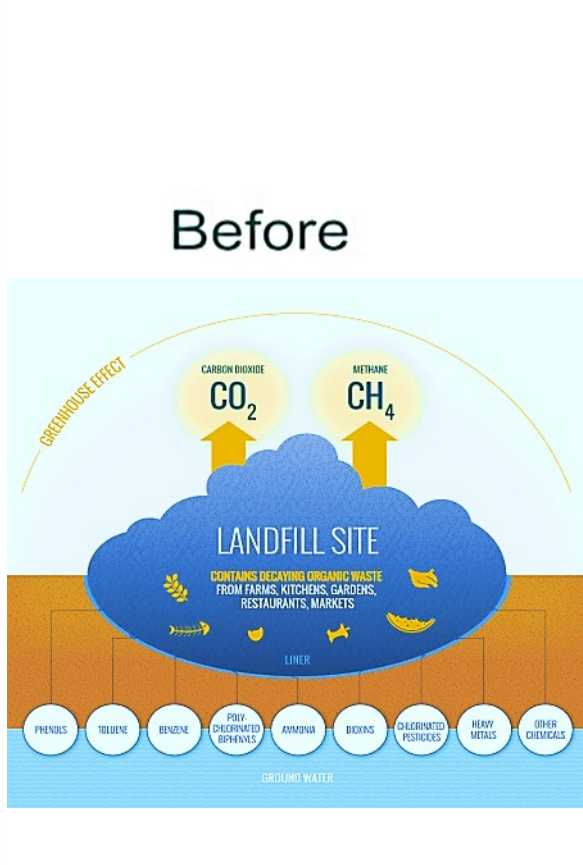 Before
GREENHOUSE EFFECT
CARBON DIOXIDE
CO2
METHANE
CH4
LANDFILL SITE
CONTAINS DECAYING ORGANIC WASTE
FROM FARMS, KITCHENS, GARDENS,
RESTAURANTS, MARKETS
LINER
PHENOLS
TOLUENE
BENZENE
POLY-
CHLORINATED
BIPHENYLS
AMMONIA
DIOXINS
CHLORINATED
PESTICIDES
HEAVY
METALS
OTHER
CHEMICALS
GROUND WATER